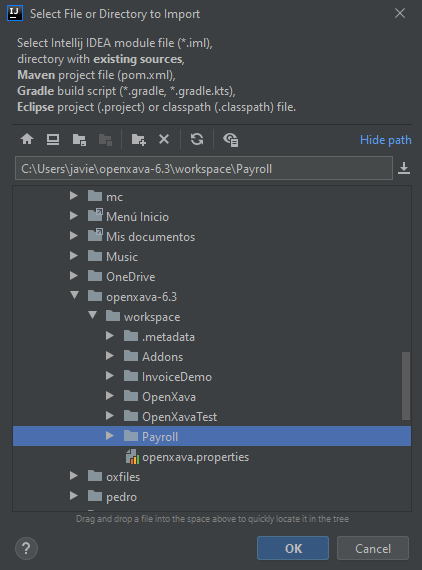 IJ
Select File or Directory to Import
Select Intellij IDEA module file (*.iml),
directory with existing sources,
Maven project file (pom.xml),
Gradle build script (*.gradle, *.gradle.kts),
Eclipse project (.project) or classpath (.classpath) file.
Hide path
C:\Users\javie\openxava-6.3\workspace\Payroll
mc
Menú Inicio
Mis documentos
Music
OneDrive
openxava-6.3
workspace
.metadata
Addons
InvoiceDemo
OpenXava
OpenXavaTest
Payroll
openxava.properties
oxfiles
pedro
Drag and drop a file into the space above to quickly locate it in the tree
?
OK
Cancel